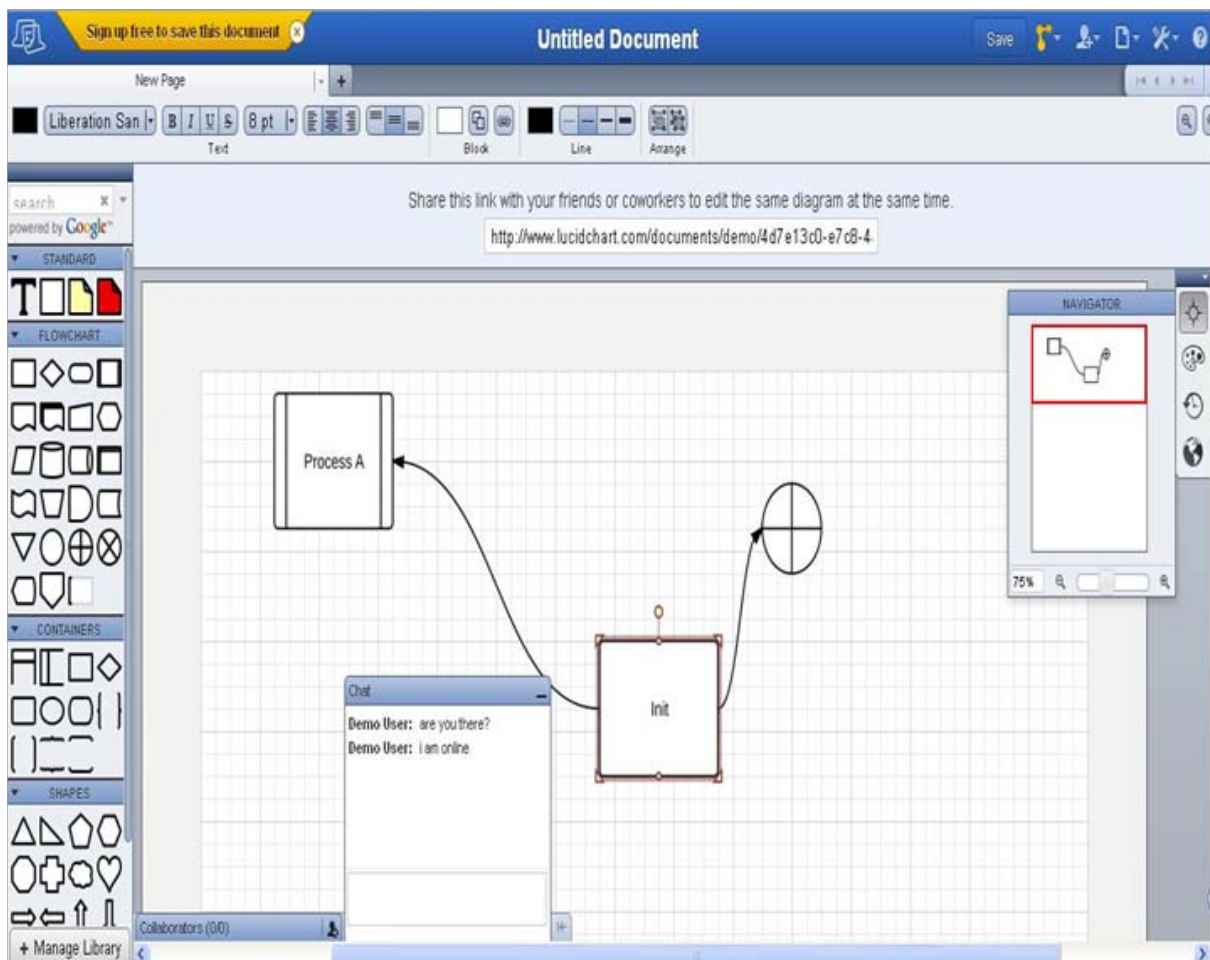 Sign up free to save this document
Untitled Document
Save
New Page
Liberation San
B I U S
8 pt
Text
Block
Line
Arrange
search
powered by Google™
Share this link with your friends or coworkers to edit the same diagram at the same time.
http://www.lucidchart.com/documents/demo/4d7e13c0-e7c8-4
STANDARD
T
FLOWCHART
CONTAINERS
SHAPES
+ Manage Library
NAVIGATOR
75%
Process A
Init
Chat
Demo User: are you there?
Demo User: i am online
Collaborators (0/0)